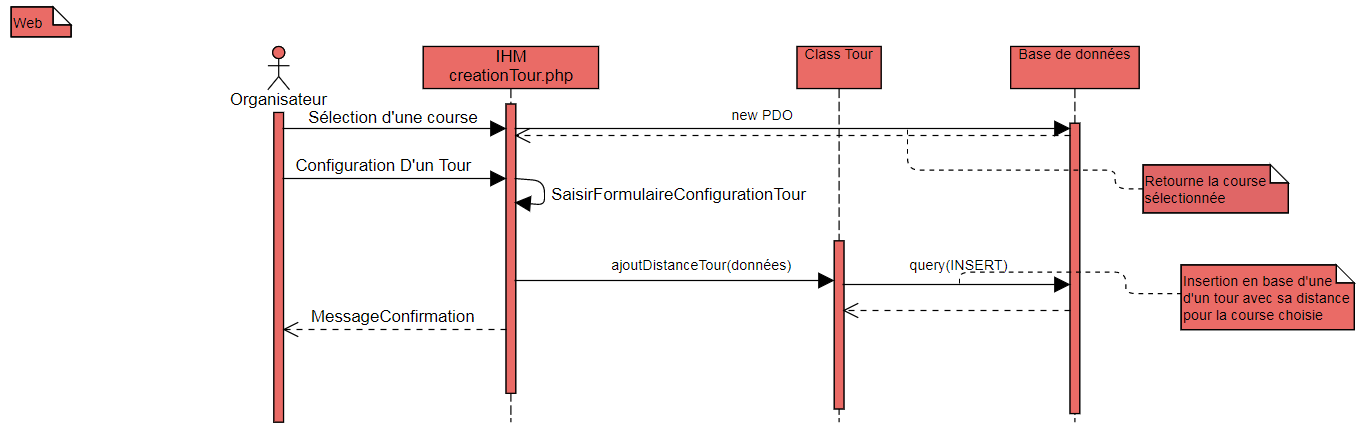 Web
Organisateur
IHM
creationTour.php
Class Tour
Base de données
Sélection d'une course
new PDO
Configuration D'un Tour
SaisirFormulaireConfigurationTour
Retourne la course
sélectionnée
ajoutDistanceTour(données)
query(INSERT)
Insertion en base d'une
d'un tour avec sa distance
pour la course choisie
MessageConfirmation